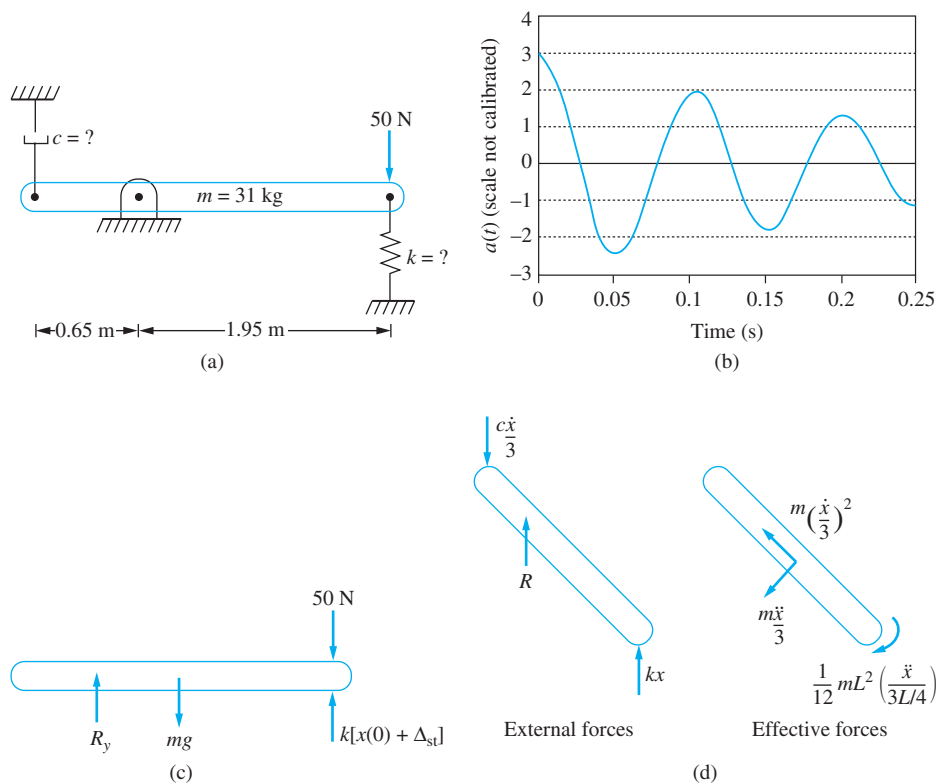 c = ?
50 N
m = 31 kg
k = ?
0.65 m
1.95 m
(a)
a(t) (scale not calibrated)
4
3
2
1
0
–1
–2
–3
0
0.05
0.1
0.15
0.2
0.25
Time (s)
(b)
50 N
R_y
mg
k[x(0) + Δ_st]
(c)
c ẋ/3
R
kx
External forces
m(ẋ/3)^2
m ẍ/3
1/12 mL^2 (ẍ/(3L/4))
Effective forces
(d)